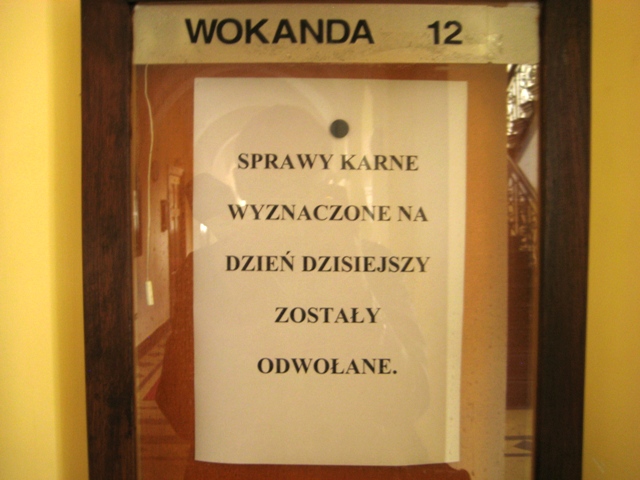 WOKANDA 12
SPRAWY KARNE
WYZNACZONE NA
DZIEŃ DZISIEJSZY
ZOSTAŁY
ODWOŁANE.